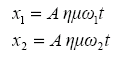 x₁ = A ημω₁t
x₂ = A ημω₂t